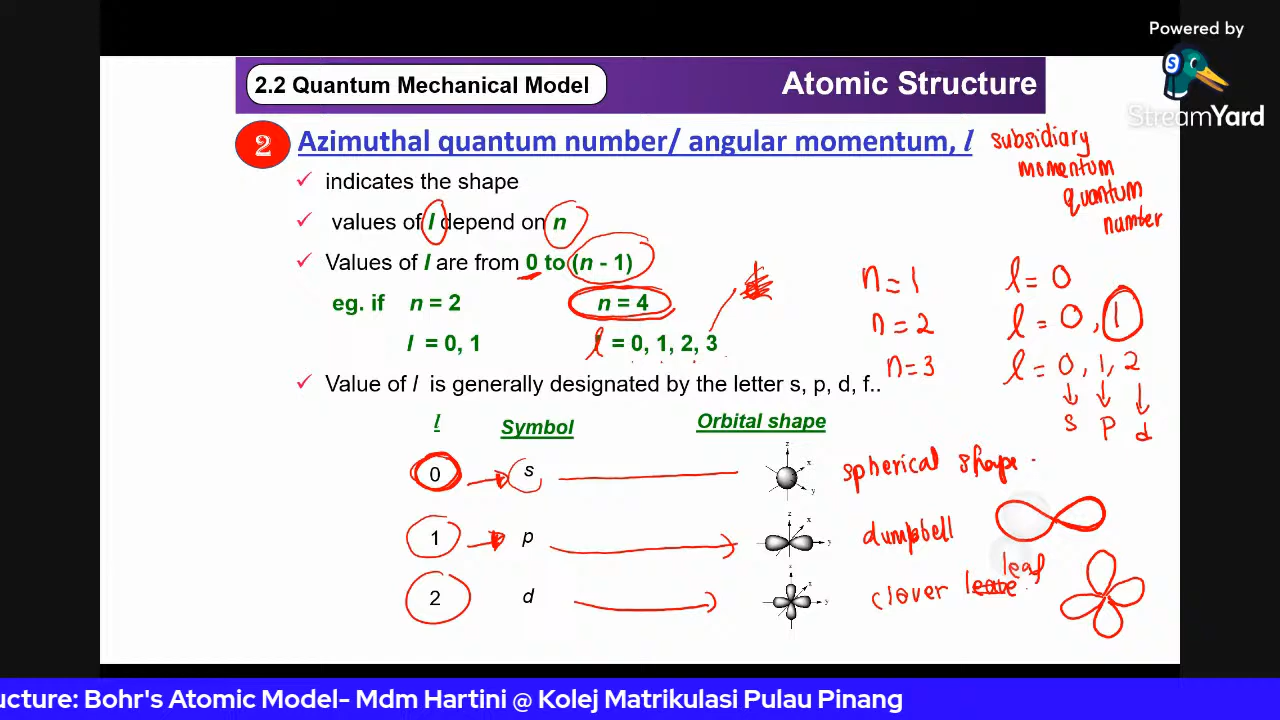 Powered by
StreamYard
2.2 Quantum Mechanical Model
Atomic Structure
2
Azimuthal quantum number/ angular momentum, l
subsidiary
momentum
quantum
number
indicates the shape
values of l depend on n
Values of l are from 0 to (n - 1)
eg. if n = 2 n = 4
l = 0, 1 l = 0, 1, 2, 3
n = 1 l = 0
n = 2 l = 0, 1
n = 3 l = 0, 1, 2
s p d
Value of l is generally designated by the letter s, p, d, f..
l Symbol Orbital shape
0 s z x y spherical shape.
1 p z x y dumpbell
2 d z x y clover leaf
ucture: Bohr's Atomic Model- Mdm Hartini @ Kolej Matrikulasi Pulau Pinang